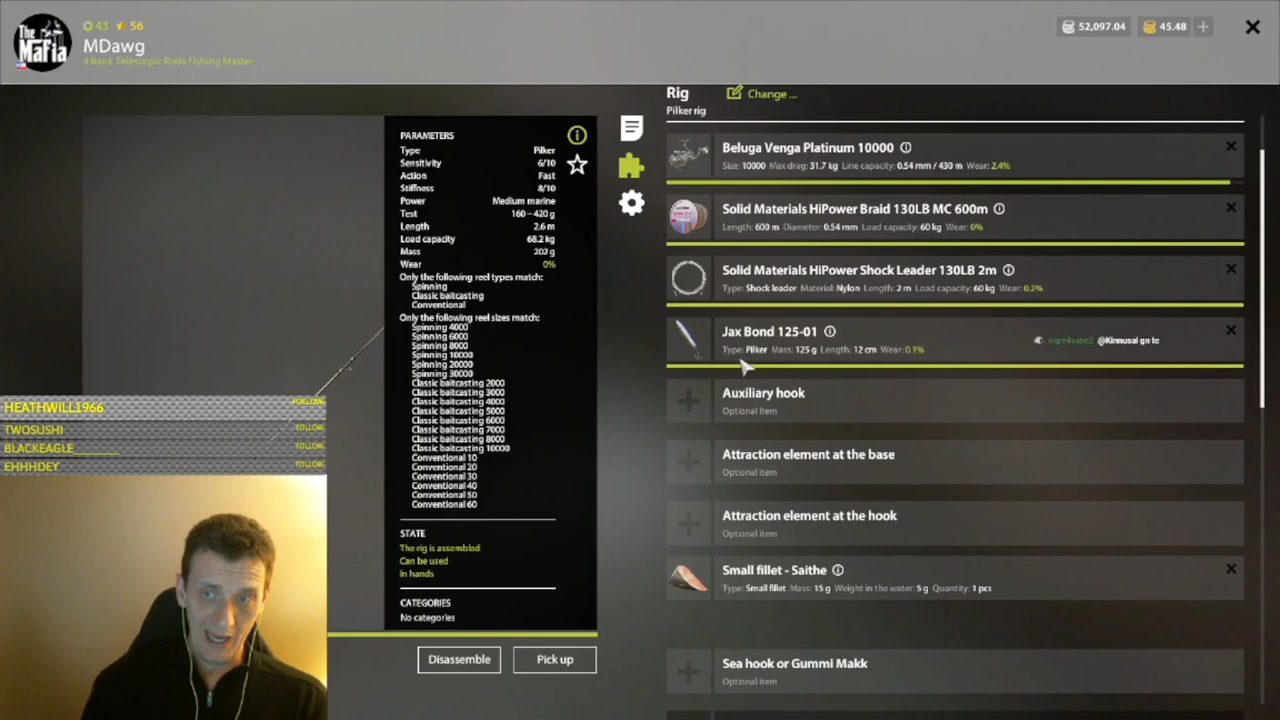 The Mafia
43 56
MDawg
4 Rank Telescopic Rods Fishing Master
52,097.04 45.48
PARAMETERS
Type Pilker
Sensitivity 6/10
Action Fast
Stiffness 8/10
Power Medium marine
Test 160 – 420 g
Length 2.6 m
Load capacity 68.2 kg
Mass 202 g
Wear 0%
Only the following reel types match:
Spinning
Classic baitcasting
Conventional
Only the following reel sizes match:
Spinning 4000
Spinning 6000
Spinning 8000
Spinning 10000
Spinning 20000
Spinning 30000
Classic baitcasting 2000
Classic baitcasting 3000
Classic baitcasting 4000
Classic baitcasting 5000
Classic baitcasting 6000
Classic baitcasting 7000
Classic baitcasting 8000
Classic baitcasting 10000
Conventional 10
Conventional 20
Conventional 30
Conventional 40
Conventional 50
Conventional 60
STATE
The rig is assembled
Can be used
In hands
CATEGORIES
No categories
Disassemble Pick up
HEATHWILL1966 FOLLOW
TWOSUSHI FOLLOW
BLACKEAGLE______ FOLLOW
EHHHDEY FOLLOW
Rig Change ...
Pilker rig
Beluga Venga Platinum 10000
Size: 10000 Max drag: 31.7 kg Line capacity: 0.54 mm / 430 m Wear: 2.4%
Solid Materials HiPower Braid 130LB MC 600m
Length: 600 m Diameter: 0.54 mm Load capacity: 60 kg Wear: 0%
Solid Materials HiPower Shock Leader 130LB 2m
Type: Shock leader Material: Nylon Length: 2 m Load capacity: 60 kg Wear: 0.2%
Jax Bond 125-01
Type: Pilker Mass: 125 g Length: 12 cm Wear: 0.1%
vape4vape2 @Kinnusai gn to
Auxiliary hook
Optional item
Attraction element at the base
Optional item
Attraction element at the hook
Optional item
Small fillet - Saithe
Type: Small fillet Mass: 15 g Weight in the water: 5 g Quantity: 1 pcs
Sea hook or Gummi Makk
Optional item